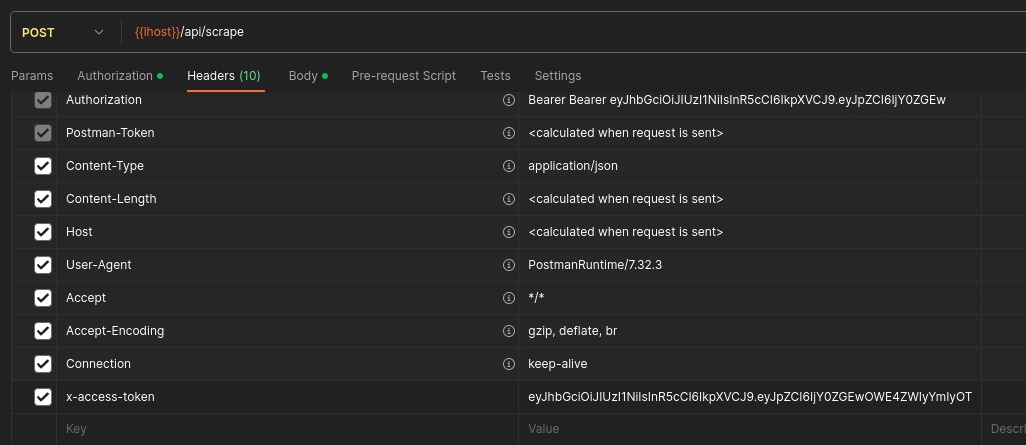 POST {{lhost}}/api/scrape
Params Authorization Headers (10) Body Pre-request Script Tests Settings
Authorization Bearer Bearer eyJhbGciOiJIUzI1NiIsInR5cCI6IkpXVCJ9.eyJpZCI6IjY0ZGEw
Postman-Token <calculated when request is sent>
Content-Type application/json
Content-Length <calculated when request is sent>
Host <calculated when request is sent>
User-Agent PostmanRuntime/7.32.3
Accept */*
Accept-Encoding gzip, deflate, br
Connection keep-alive
x-access-token eyJhbGciOiJIUzI1NiIsInR5cCI6IkpXVCJ9.eyJpZCI6IjY0ZGEwOWE4ZWIyYmIyOT
Key Value Descri